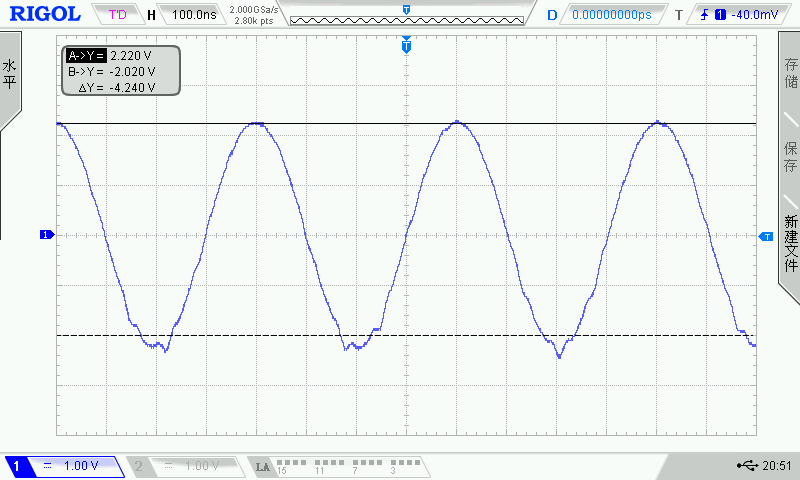 RIGOL T'D H 100.0ns 2.000GSa/s D 0.00000000ps T 1 -40.0mV
2.80k pts
T
水平
A->Y= 2.220 V
B->Y= -2.020 V
ΔY= -4.240 V
T
1
T
存储
保存
新建文件
1 1.00 V 2 1.00 V LA 15 11 7 3 20:51